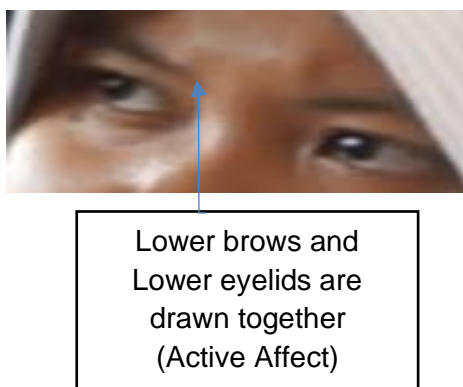 Lower brows and
Lower eyelids are
drawn together
(Active Affect)